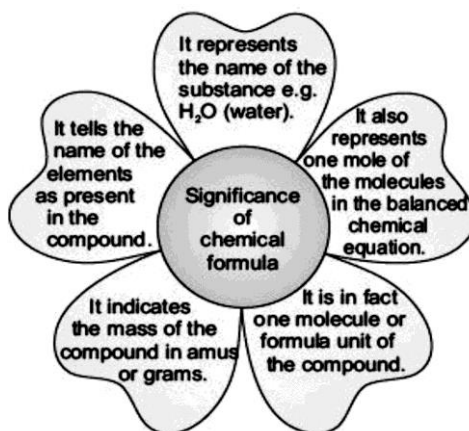 It represents
the name of the
substance e.g.
H₂O (water).
It also
represents
one mole of
the molecules
in the balanced
chemical
equation.
It is in fact
one molecule or
formula unit of
the compound.
It indicates
the mass of the
compound in amus
or grams.
It tells the
name of the
elements
as present
in the
compound.
Significance
of
chemical
formula